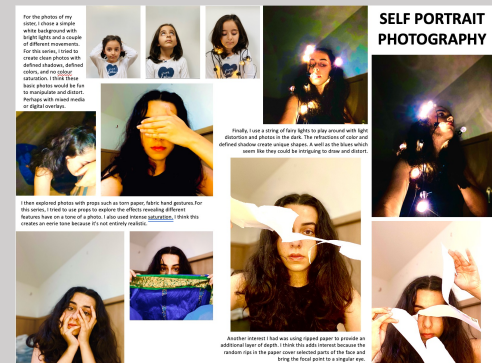 SELF PORTRAIT
PHOTOGRAPHY
For the photos of my
sister, I chose a simple
white background with
bright lights and a couple
of different movements.
For this series, I tried to
create clean photos with
defined shadows, defined
colors, and no colour
saturation. I think these
basic photos would be fun
to manipulate and distort.
Perhaps with mixed media
or digital overlays.
Finally, I use a string of fairy lights to play around with light
distortion and photos in the dark. The refractions of color and
defined shadow create unique shapes. A well as the blues which
seem like they could be intriguing to draw and distort.
I then explored photos with props such as torn paper, fabric hand gestures.For
this series, I tried to use props to explore the effects revealing different
features have on a tone of a photo. I also used intense saturation. I think this
creates an eerie tone because it's not entirely realistic.
Another interest I had was using ripped paper to provide an
additional layer of depth. I think this adds interest because the
random rips in the paper cover selected parts of the face and
bring the focal point to a singular eye.